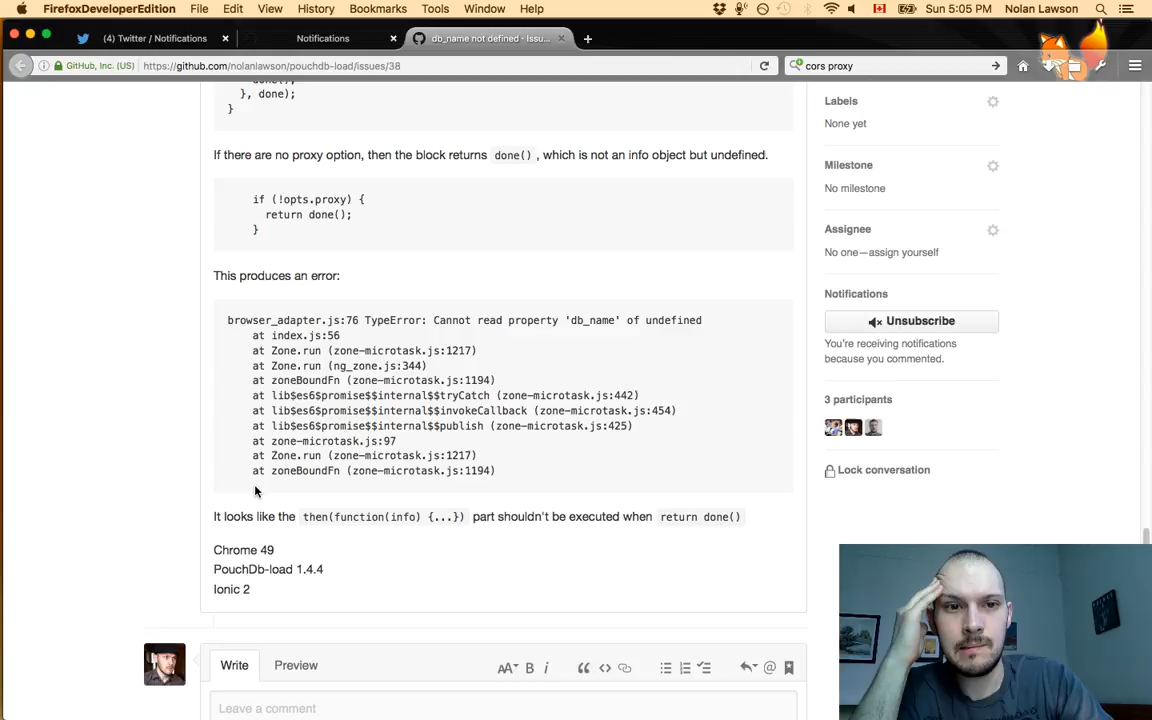 FirefoxDeveloperEdition File Edit View History Bookmarks Tools Window Help Sun 5:05 PM Nolan Lawson
(4) Twitter / Notifications Notifications db_name not defined · Issu...
GitHub, Inc. (US) https://github.com/nolanlawson/pouchdb-load/issues/38 cors proxy
}, done);
}
If there are no proxy option, then the block returns done() , which is not an info object but undefined.
if (!opts.proxy) {
return done();
}
This produces an error:
browser_adapter.js:76 TypeError: Cannot read property 'db_name' of undefined
at index.js:56
at Zone.run (zone-microtask.js:1217)
at Zone.run (ng_zone.js:344)
at zoneBoundFn (zone-microtask.js:1194)
at lib$es6$promise$$internal$$tryCatch (zone-microtask.js:442)
at lib$es6$promise$$internal$$invokeCallback (zone-microtask.js:454)
at lib$es6$promise$$internal$$publish (zone-microtask.js:425)
at zone-microtask.js:97
at Zone.run (zone-microtask.js:1217)
at zoneBoundFn (zone-microtask.js:1194)
It looks like the then(function(info) {...}) part shouldn't be executed when return done()
Chrome 49
PouchDb-load 1.4.4
Ionic 2
Write Preview AA B i @
Leave a comment
Labels
None yet
Milestone
No milestone
Assignee
No one—assign yourself
Notifications
Unsubscribe
You're receiving notifications
because you commented.
3 participants
Lock conversation